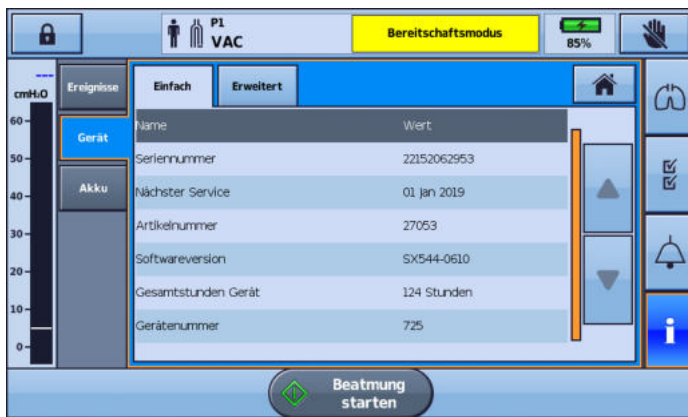 P1
VAC
Bereitschaftsmodus
85%
---
cmH₂O
60
50
40
30
20
10
0
Ereignisse
Gerät
Akku
Einfach Erweitert
Name Wert
Seriennummer 22152062953
Nächster Service 01 Jan 2019
Artikelnummer 27053
Softwareversion SX544-0610
Gesamtstunden Gerät 124 Stunden
Gerätenummer 725
i
Beatmung
starten